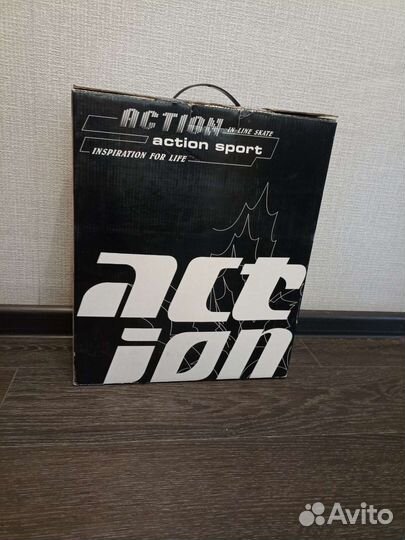 ACTION IN-LINE SKATE
action sport
INSPIRATION FOR LIFE
act
ion
Avito